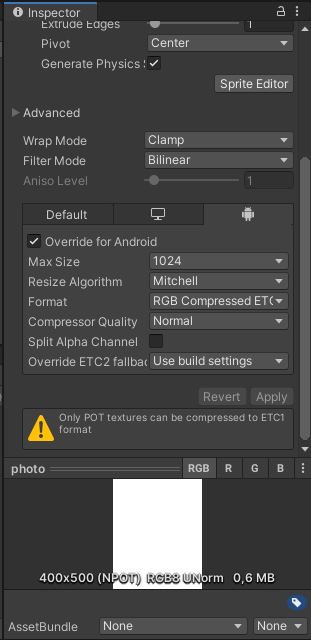 Inspector
Extrude Edges 1
Pivot Center
Generate Physics S
Sprite Editor
Advanced
Wrap Mode Clamp
Filter Mode Bilinear
Aniso Level 1
Default
Override for Android
Max Size 1024
Resize Algorithm Mitchell
Format RGB Compressed ETC
Compressor Quality Normal
Split Alpha Channel
Override ETC2 fallbac Use build settings
Revert Apply
Only POT textures can be compressed to ETC1
format
photo RGB R G B
400x500 (NPOT) RGB8 UNorm 0,6 MB
AssetBundle None None